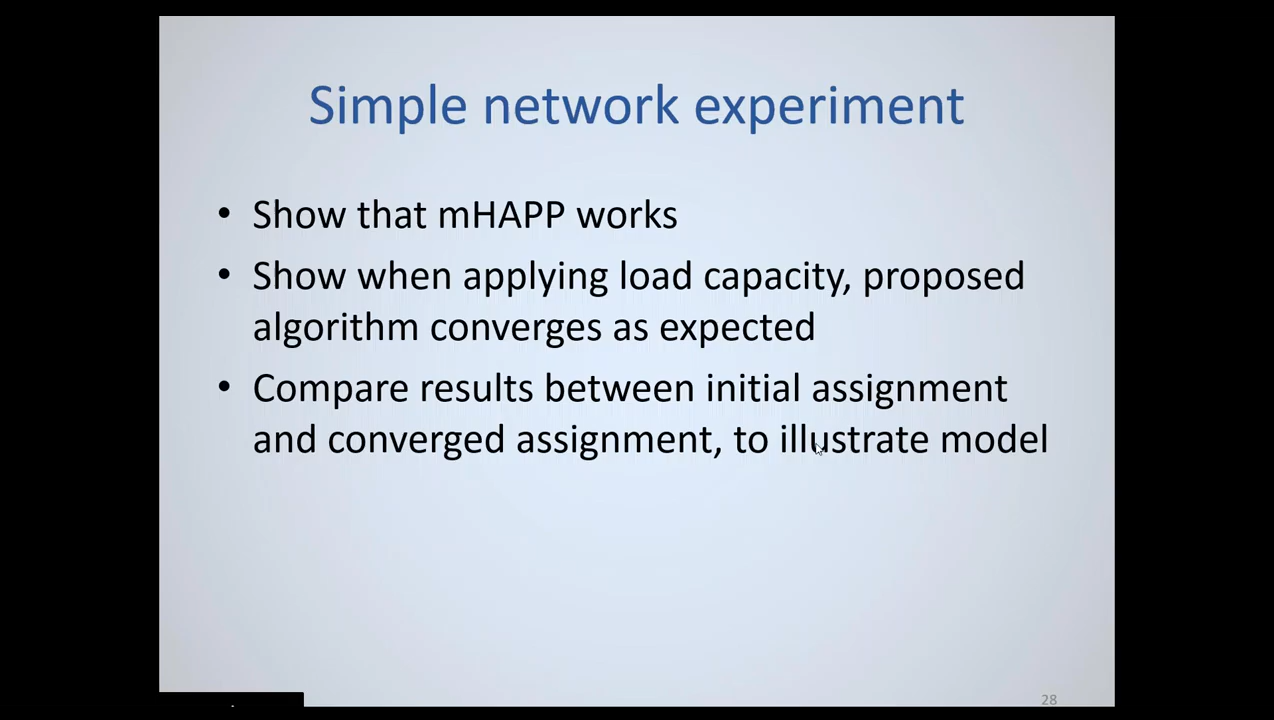 Simple network experiment
• Show that mHAPP works
• Show when applying load capacity, proposed
algorithm converges as expected
• Compare results between initial assignment
and converged assignment, to illustrate model
28